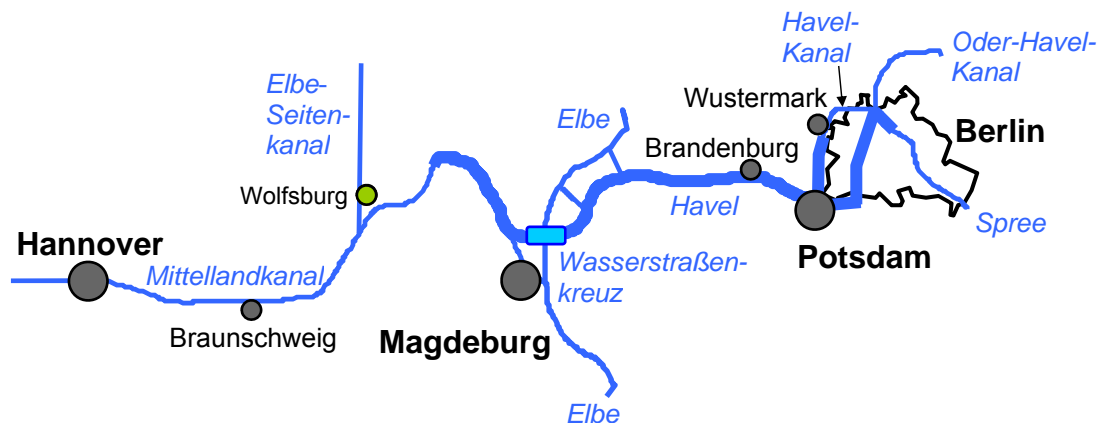 Havel-
Kanal
Oder-Havel-
Kanal
Elbe-
Seiten-
kanal
Wustermark
Elbe
Berlin
Brandenburg
Wolfsburg
Havel
Spree
Hannover
Potsdam
Mittellandkanal
Wasserstraßen-
kreuz
Braunschweig
Magdeburg
Elbe